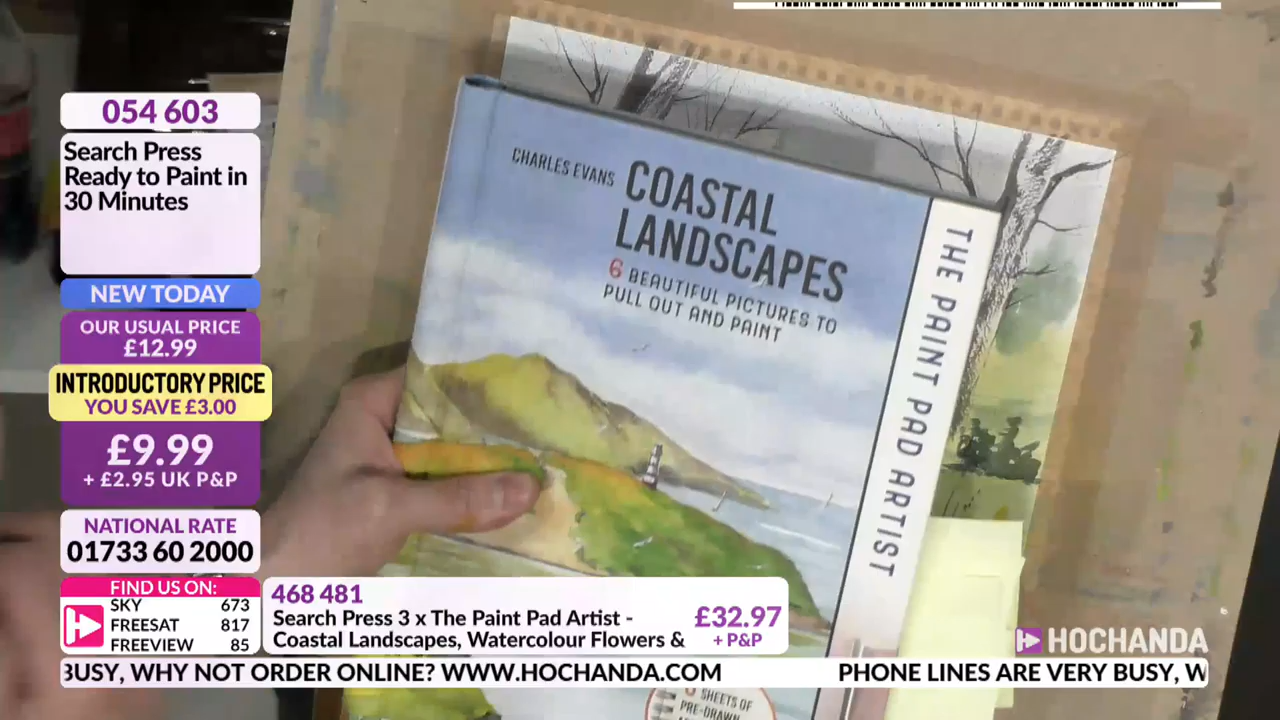 054 603
Search Press
Ready to Paint in
30 Minutes
NEW TODAY
OUR USUAL PRICE
£12.99
INTRODUCTORY PRICE
YOU SAVE £3.00
£9.99
+ £2.95 UK P&P
NATIONAL RATE
01733 60 2000
FIND US ON:
SKY 673
FREESAT 817
FREEVIEW 85
CHARLES EVANS
COASTAL
LANDSCAPES
6 BEAUTIFUL PICTURES TO
PULL OUT AND PAINT
THE PAINT PAD ARTIST
SHEETS OF
PRE-DRAWN
468 481
Search Press 3 x The Paint Pad Artist -
Coastal Landscapes, Watercolour Flowers &
£32.97
+ P&P
HOCHANDA
BUSY, WHY NOT ORDER ONLINE? WWW.HOCHANDA.COM
PHONE LINES ARE VERY BUSY, W